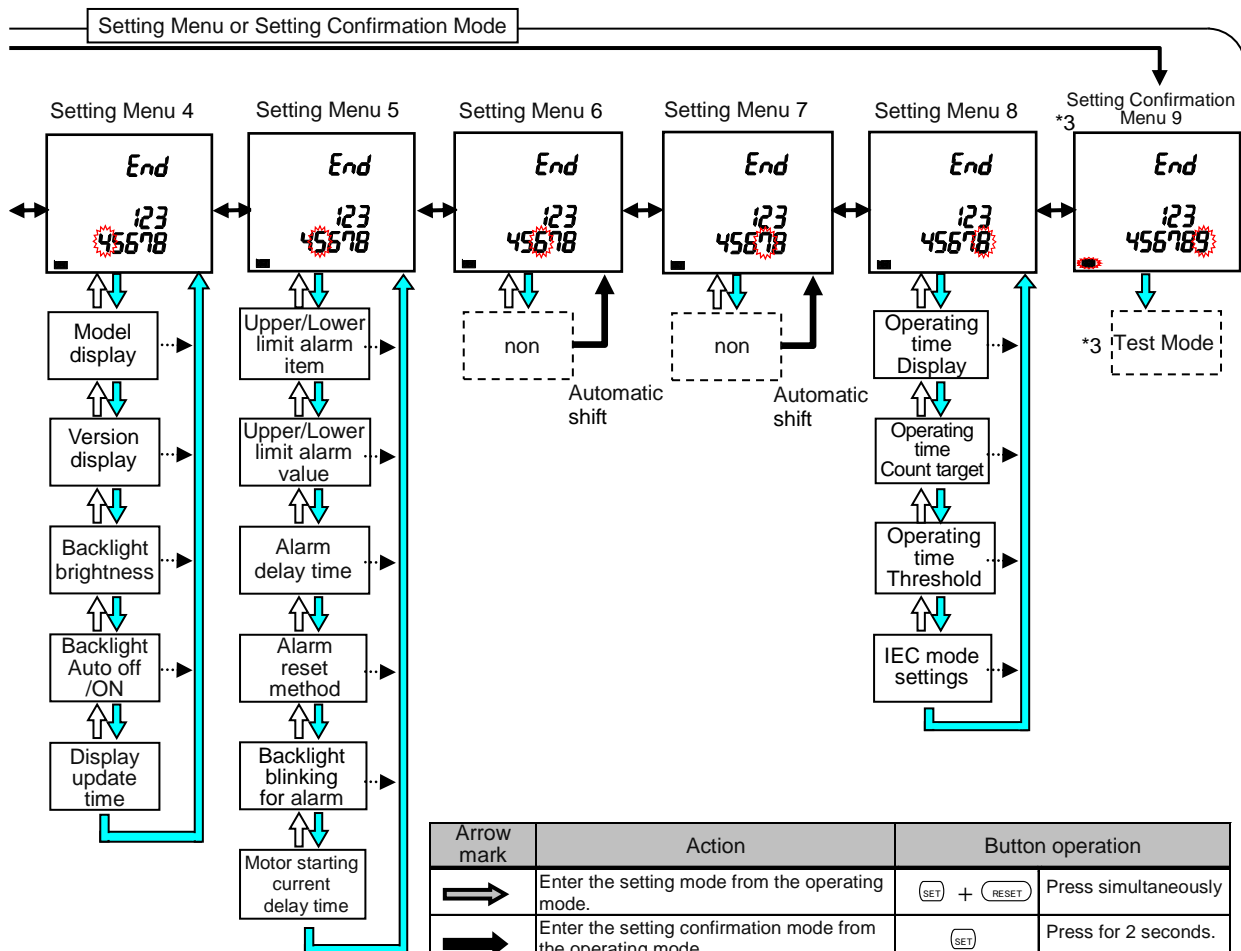 Setting Menu or Setting Confirmation Mode
Setting Menu 4
End
123
45678
Model
display
Version
display
Backlight
brightness
Backlight
Auto off
/ON
Display
update
time
Setting Menu 5
End
123
45678
Upper/Lower
limit alarm
item
Upper/Lower
limit alarm
value
Alarm
delay time
Alarm
reset
method
Backlight
blinking
for alarm
Motor starting
current
delay time
Setting Menu 6
End
123
45678
non
Automatic
shift
Setting Menu 7
End
123
45678
non
Automatic
shift
Setting Menu 8
End
123
45678
Operating
time
Display
Operating
time
Count target
Operating
time
Threshold
IEC mode
settings
Setting Confirmation
*3 Menu 9
End
123
456789
*3 Test Mode
Arrow
mark
Action
Button operation
Enter the setting mode from the operating
mode.
SET + RESET
Press simultaneously
Enter the setting confirmation mode from
the operating mode
SET
Press for 2 seconds.